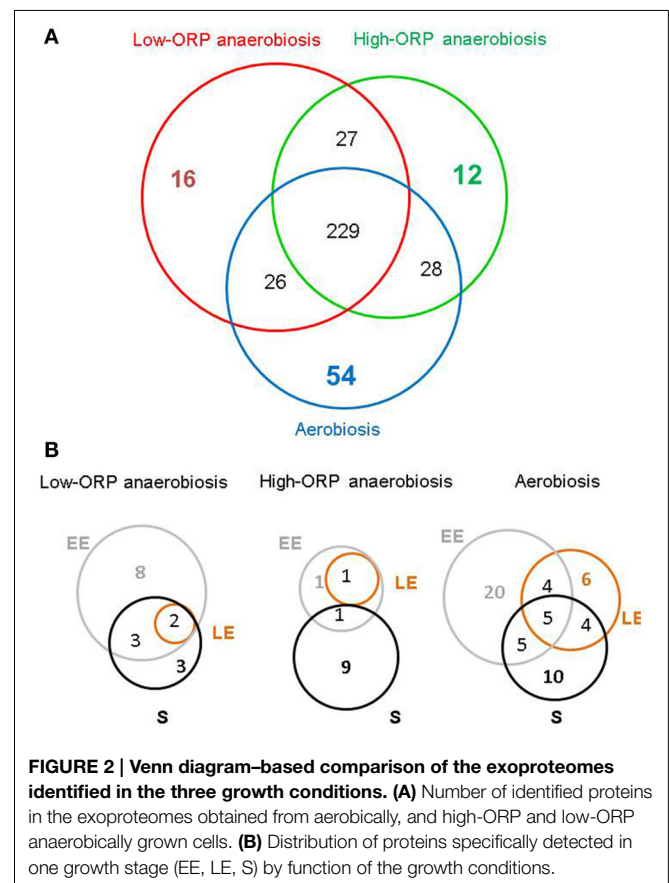 A
Low-ORP anaerobiosis High-ORP anaerobiosis
27
16 12
229
26 28
54
Aerobiosis
B
Low-ORP anaerobiosis High-ORP anaerobiosis Aerobiosis
EE 8 2 LE 3 3 S
EE 1 1 LE 1 9 S
EE 20 4 6 LE 5 5 4 10 S
FIGURE 2 | Venn diagram–based comparison of the exoproteomes
identified in the three growth conditions. (A) Number of identified proteins
in the exoproteomes obtained from aerobically, and high-ORP and low-ORP
anaerobically grown cells. (B) Distribution of proteins specifically detected in
one growth stage (EE, LE, S) by function of the growth conditions.